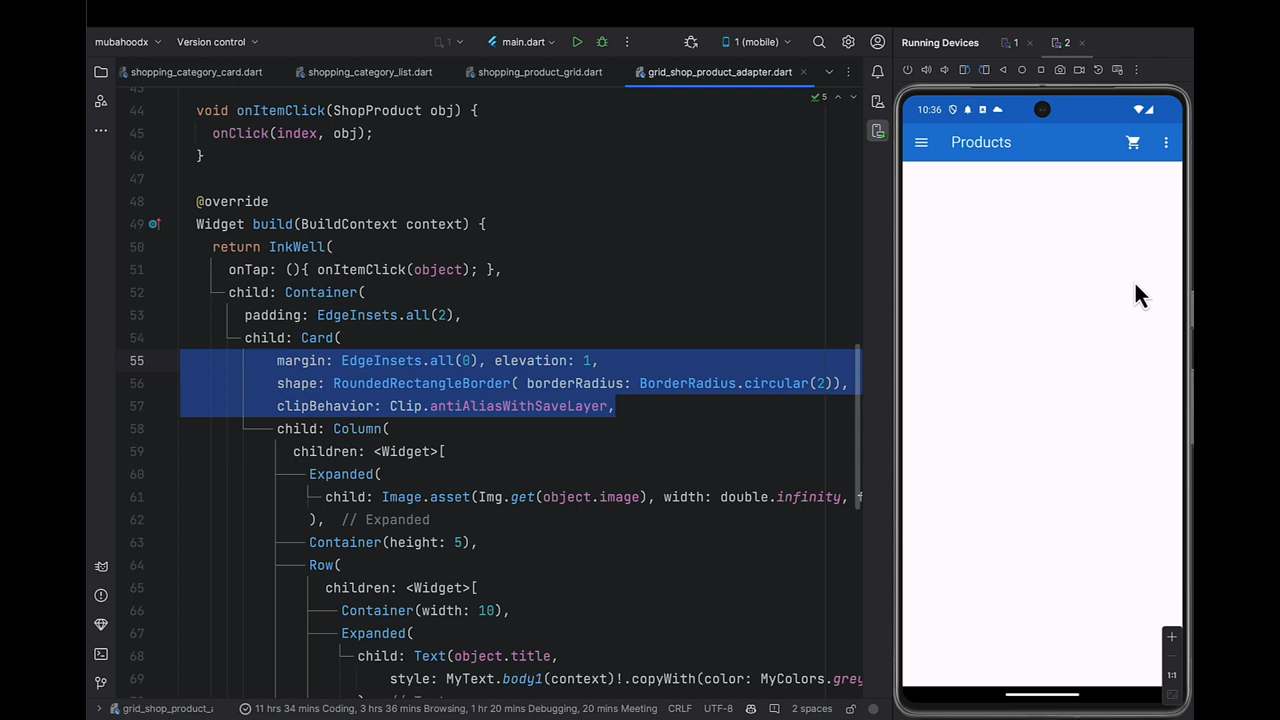 mubahoodx
Version control
1
main.dart
1 (mobile)
Running Devices
1
2
shopping_category_card.dart
shopping_category_list.dart
shopping_product_grid.dart
grid_shop_product_adapter.dart
5
44 void onItemClick(ShopProduct obj) {
45 onClick(index, obj);
46 }
47
48 @override
49 Widget build(BuildContext context) {
50 return InkWell(
51 onTap: (){ onItemClick(object); },
52 child: Container(
53 padding: EdgeInsets.all(2),
54 child: Card(
55 margin: EdgeInsets.all(0), elevation: 1,
56 shape: RoundedRectangleBorder( borderRadius: BorderRadius.circular(2)),
57 clipBehavior: Clip.antiAliasWithSaveLayer,
58 child: Column(
59 children: <Widget>[
60 Expanded(
61 child: Image.asset(Img.get(object.image), width: double.infinity, f
62 ), // Expanded
63 Container(height: 5),
64 Row(
65 children: <Widget>[
66 Container(width: 10),
67 Expanded(
68 child: Text(object.title,
69 style: MyText.body1(context)!.copyWith(color: MyColors.grey
10:36
Products
1:1
grid_shop_product_a
11 hrs 34 mins Coding, 3 hrs 36 mins Browsing, 1 hr 20 mins Debugging, 20 mins Meeting
CRLF
UTF-8
2 spaces